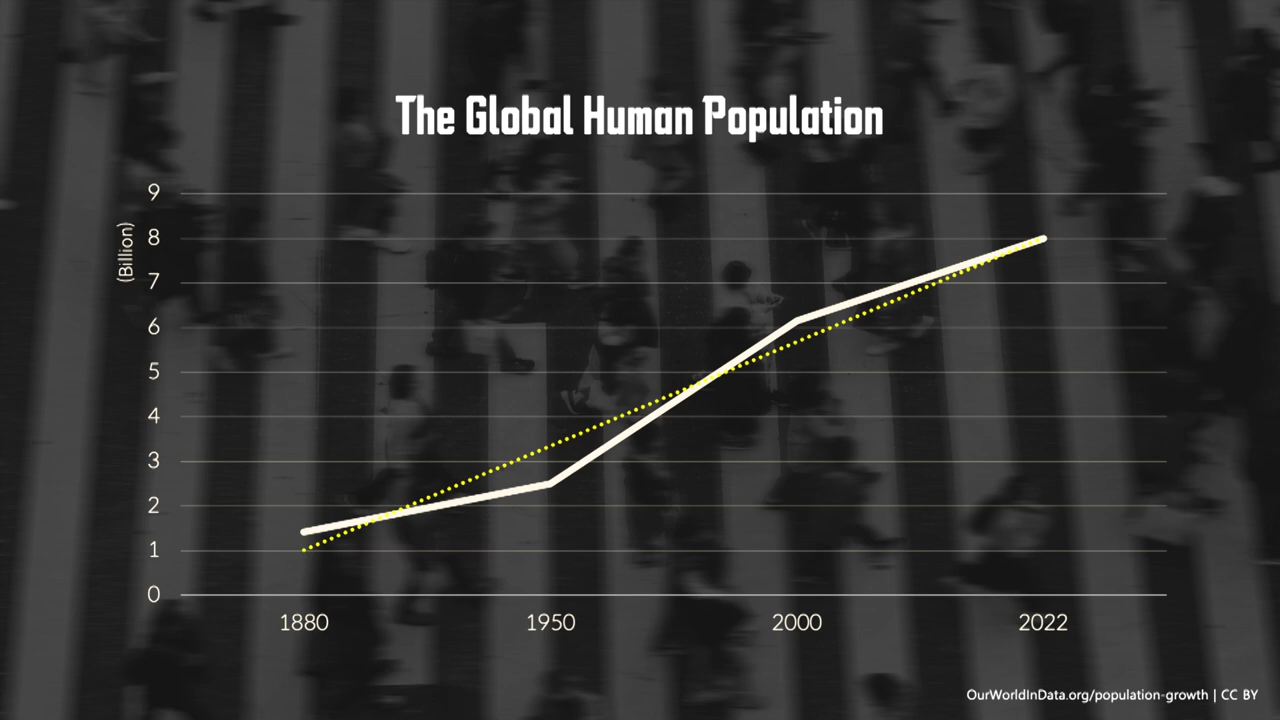 The Global Human Population
(Billion)
9
8
7
6
5
4
3
2
1
0
1880 1950 2000 2022
OurWorldInData.org/population-growth | CC BY